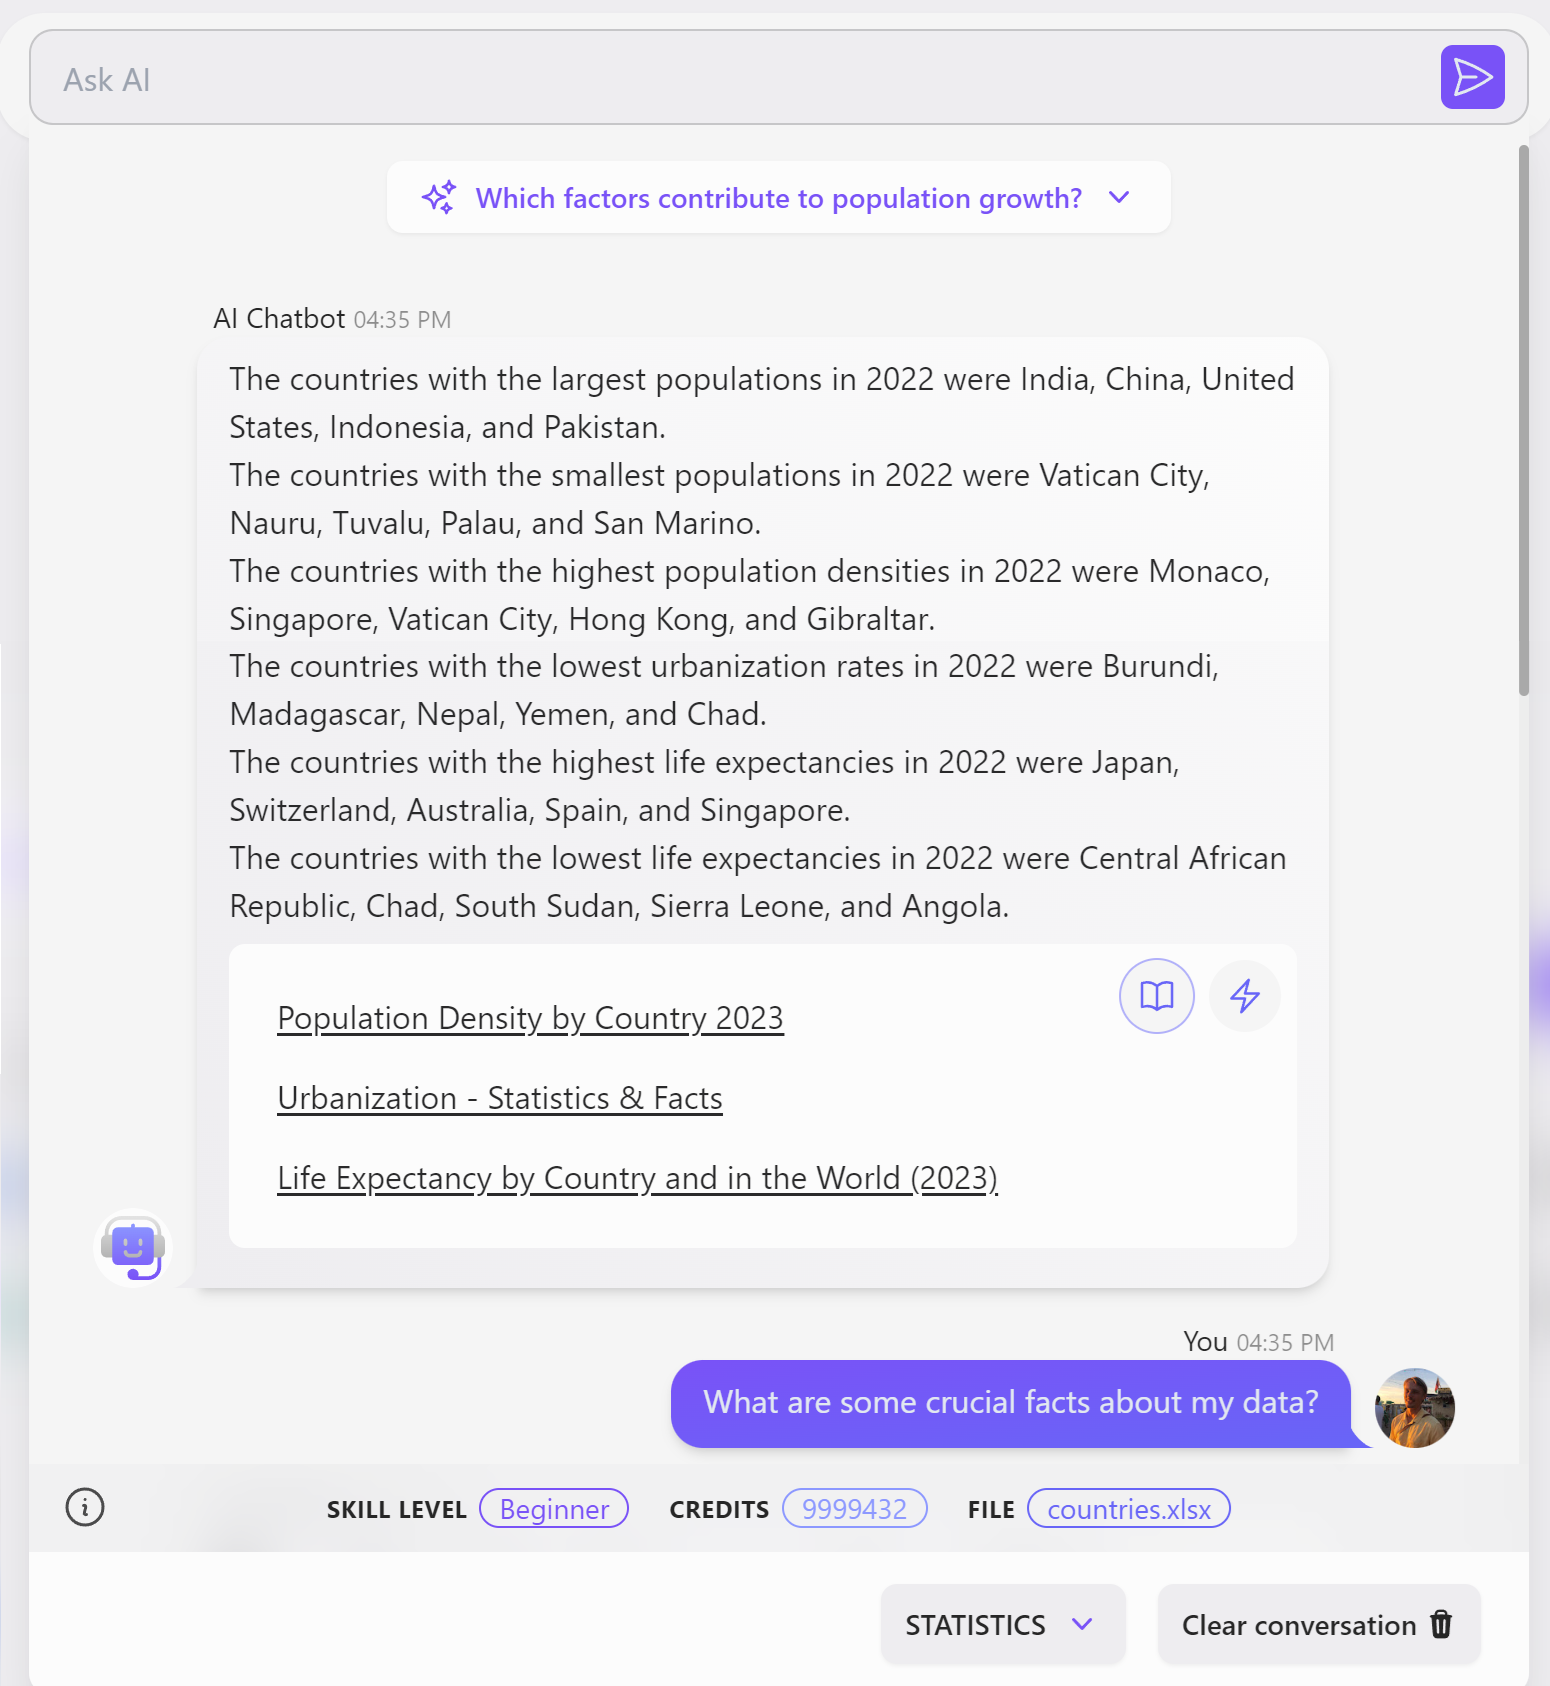 Ask AI
Which factors contribute to population growth?
AI Chatbot 04:35 PM
The countries with the largest populations in 2022 were India, China, United
States, Indonesia, and Pakistan.
The countries with the smallest populations in 2022 were Vatican City,
Nauru, Tuvalu, Palau, and San Marino.
The countries with the highest population densities in 2022 were Monaco,
Singapore, Vatican City, Hong Kong, and Gibraltar.
The countries with the lowest urbanization rates in 2022 were Burundi,
Madagascar, Nepal, Yemen, and Chad.
The countries with the highest life expectancies in 2022 were Japan,
Switzerland, Australia, Spain, and Singapore.
The countries with the lowest life expectancies in 2022 were Central African
Republic, Chad, South Sudan, Sierra Leone, and Angola.
Population Density by Country 2023
Urbanization - Statistics & Facts
Life Expectancy by Country and in the World (2023)
You 04:35 PM
What are some crucial facts about my data?
SKILL LEVEL Beginner CREDITS 9999432 FILE countries.xlsx
STATISTICS Clear conversation